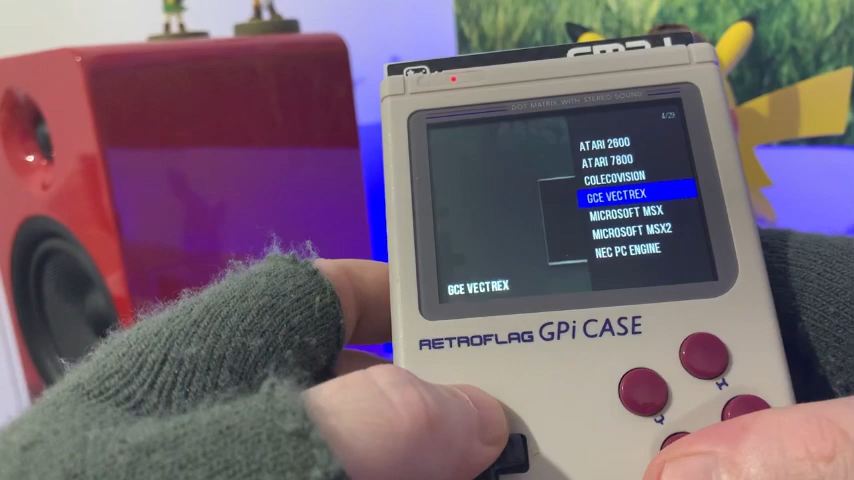 DOT MATRIX WITH STEREO SOUND
4/29
ATARI 2600
ATARI 7800
COLECOVISION
GCE VECTREX
MICROSOFT MSX
MICROSOFT MSX2
NEC PC ENGINE
GCE VECTREX
RETROFLAG GPi CASE
X
Y